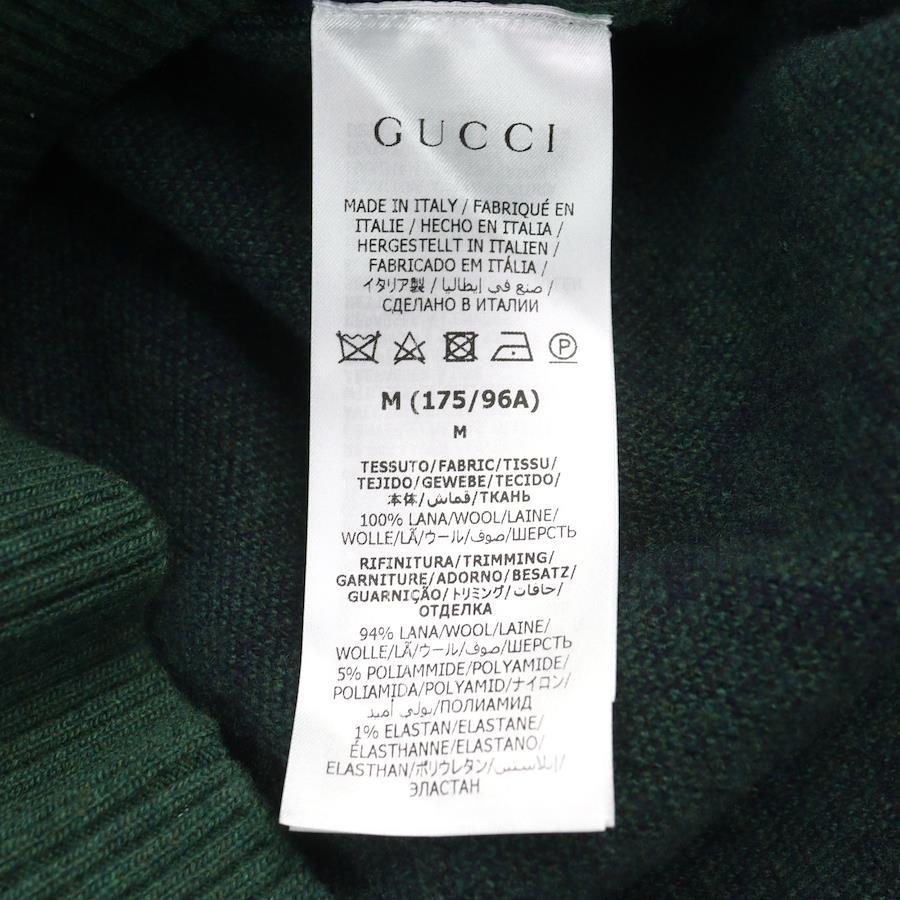 GUCCI
MADE IN ITALY / FABRIQUÉ EN
ITALIE / HECHO EN ITALIA /
HERGESTELLT IN ITALIEN /
FABRICADO EM ITÁLIA /
イタリア製 / صنع في إيطاليا /
СДЕЛАНО В ИТАЛИИ
P
M (175/96A)
M
TESSUTO/FABRIC/TISSU/
TEJIDO/GEWEBE/TECIDO/
本体/قماش/ТКАНЬ
100% LANA/WOOL/LAINE/
WOLLE/LÃ/ウール/صوف/ШЕРСТЬ
RIFINITURA/TRIMMING/
GARNITURE/ADORNO/BESATZ/
GUARNIÇÃO/トリミング/حافات/
ОТДЕЛКА
94% LANA/WOOL/LAINE/
WOLLE/LÃ/ウール/صوف/ШЕРСТЬ
5% POLIAMMIDE/POLYAMIDE/
POLIAMIDA/POLYAMID/ナイロン/
بولي أميد/ПОЛИАМИД
1% ELASTAN/ELASTANE/
ÉLASTHANNE/ELASTANO/
ELASTHAN/ポリウレタン/إيلاستين/
ЭЛАСТАН